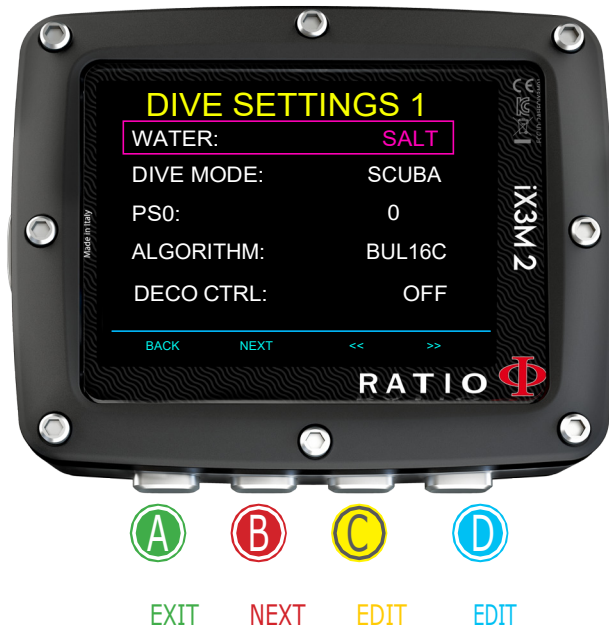 DIVE SETTINGS 1
WATER: SALT
DIVE MODE: SCUBA
PS0: 0
ALGORITHM: BUL16C
DECO CTRL: OFF
BACK NEXT << >>
Made in Italy
iX3M 2
RATIO
A B C D
EXIT NEXT EDIT EDIT